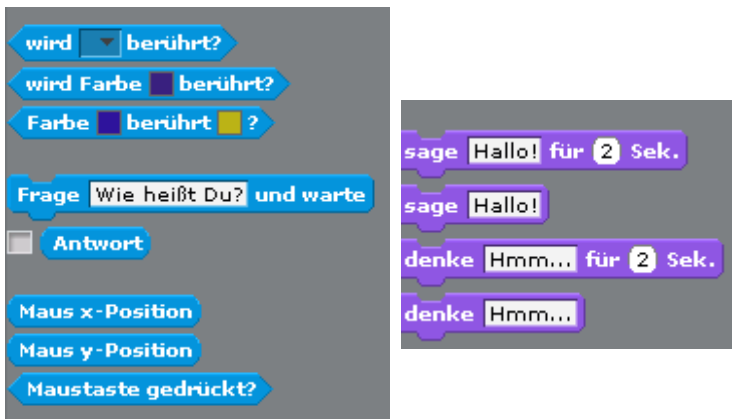 wird berührt?
wird Farbe berührt?
Farbe berührt ?
Frage Wie heißt Du? und warte
Antwort
Maus x-Position
Maus y-Position
Maustaste gedrückt?
sage Hallo! für 2 Sek.
sage Hallo!
denke Hmm... für 2 Sek.
denke Hmm...